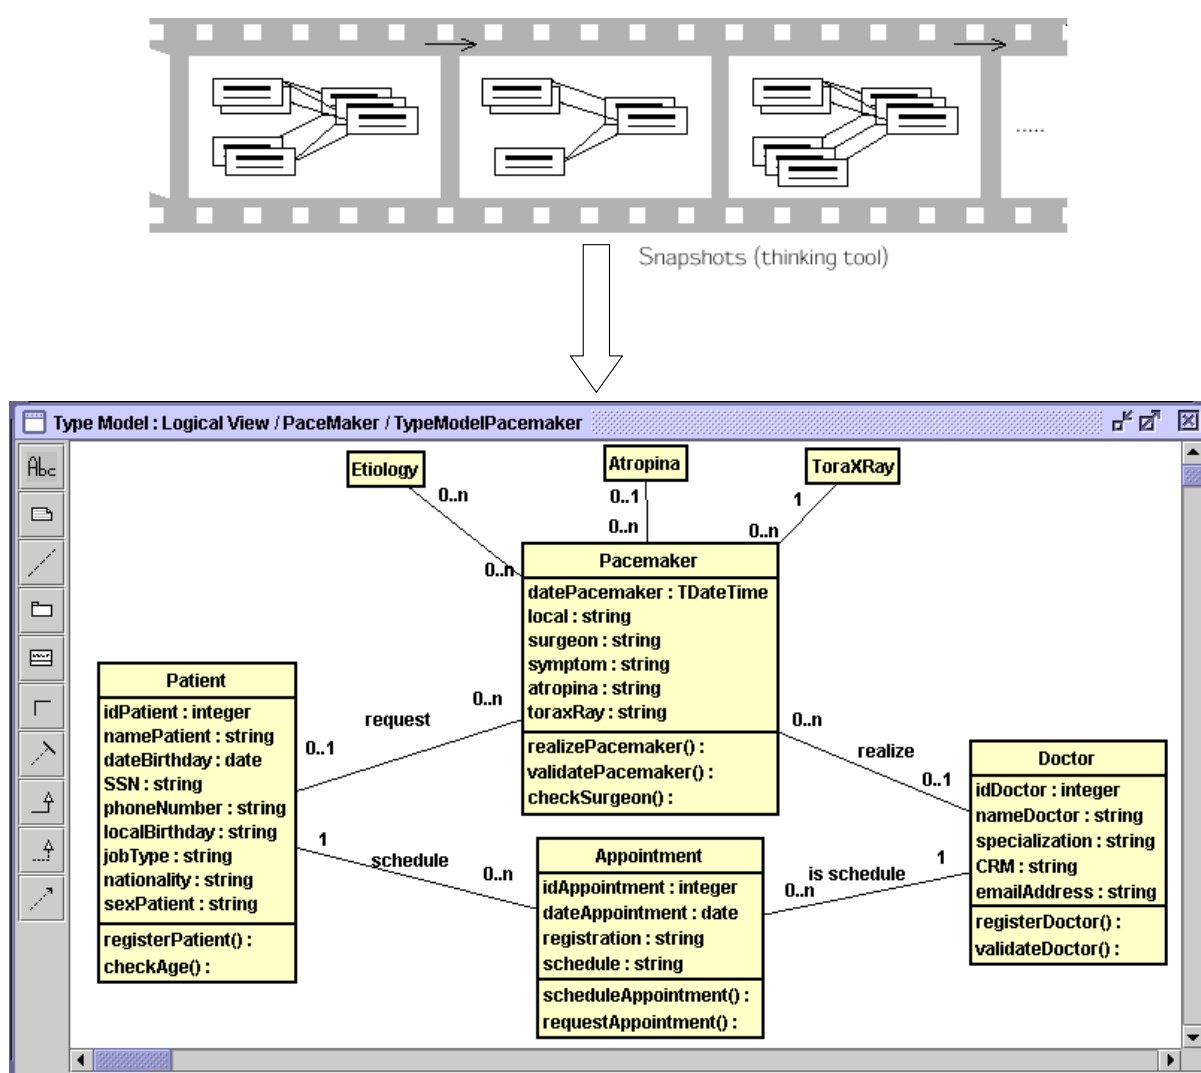 .....
Snapshots (thinking tool)
Type Model : Logical View / PaceMaker / TypeModelPacemaker
Abc
Etiology
0..n
0..n
Atropina
0..1
0..n
ToraXRay
1
0..n
Pacemaker
datePacemaker : TDateTime
local : string
surgeon : string
symptom : string
atropina : string
toraxRay : string
realizePacemaker() :
validatePacemaker() :
checkSurgeon() :
Patient
idPatient : integer
namePatient : string
dateBirthday : date
SSN : string
phoneNumber : string
localBirthday : string
jobType : string
nationality : string
sexPatient : string
registerPatient() :
checkAge() :
request
0..n
0..1
1
schedule
0..n
0..n
realize
0..1
Doctor
idDoctor : integer
nameDoctor : string
specialization : string
CRM : string
emailAddress : string
registerDoctor() :
validateDoctor() :
Appointment
idAppointment : integer
dateAppointment : date
registration : string
schedule : string
scheduleAppointment() :
requestAppointment() :
is schedule
1
0..n